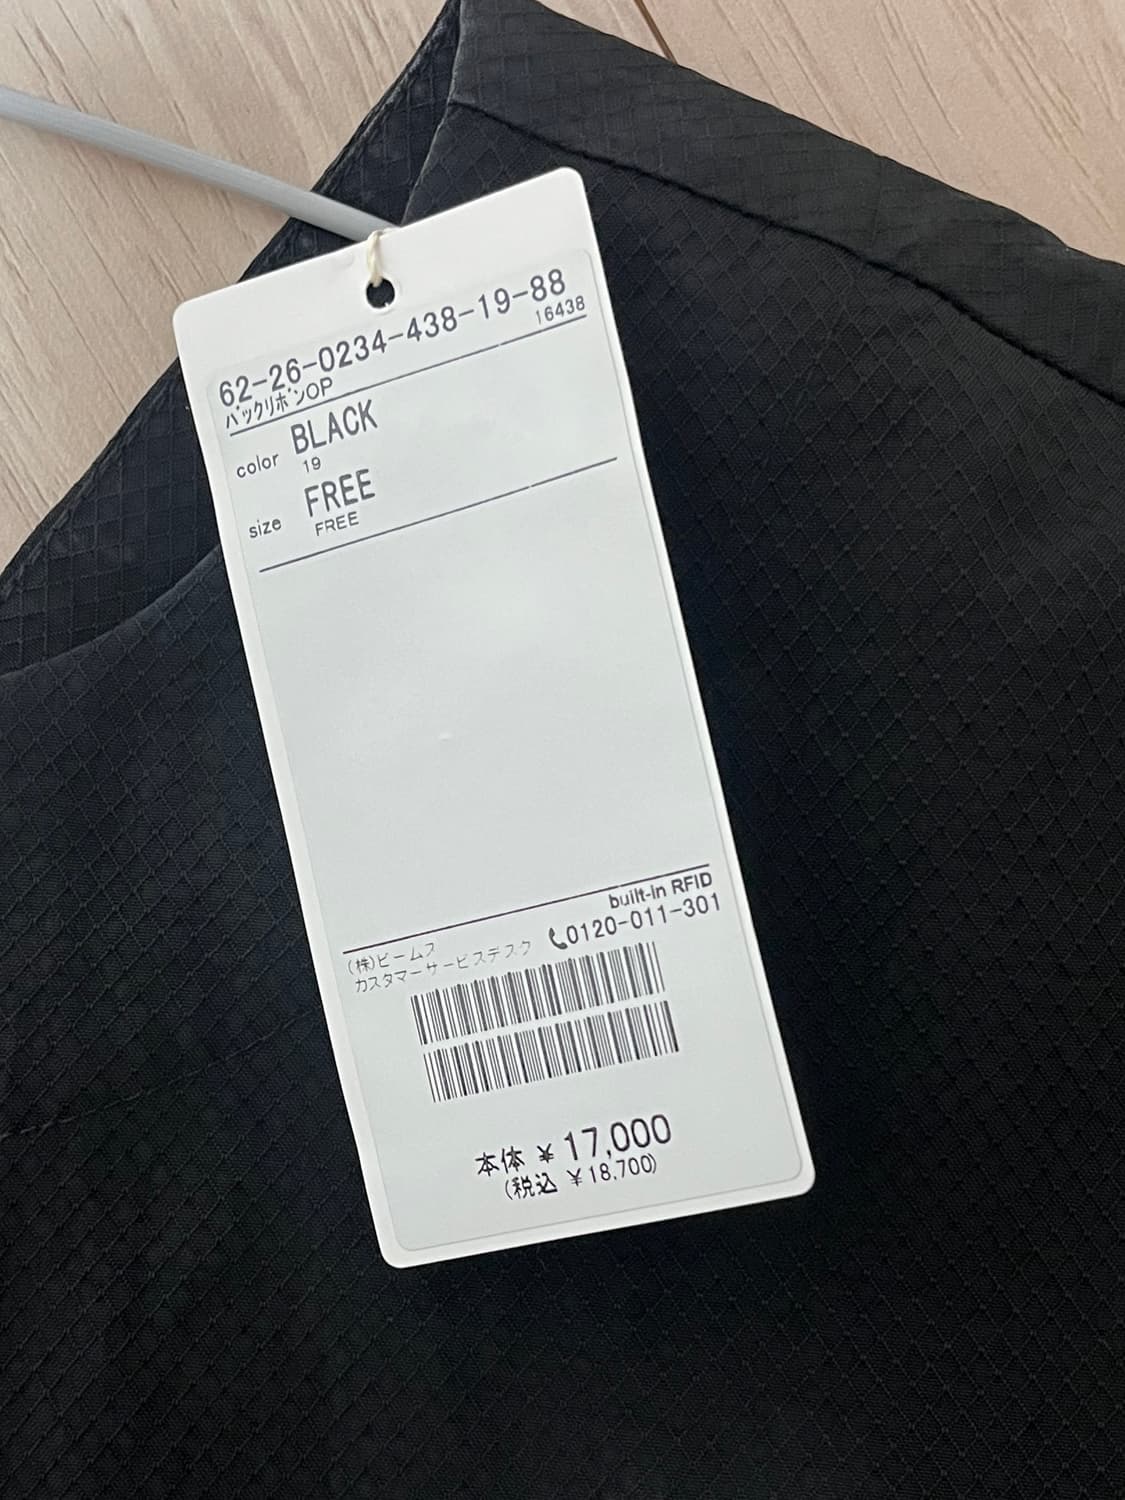 62-26-0234-438-19-88
16438
バックリボンOP
color BLACK
19
size FREE
FREE
built-in RFID
(株)ビームス
カスタマーサービスデスク 0120-011-301
本体 ¥ 17,000
(税込 ¥18,700)